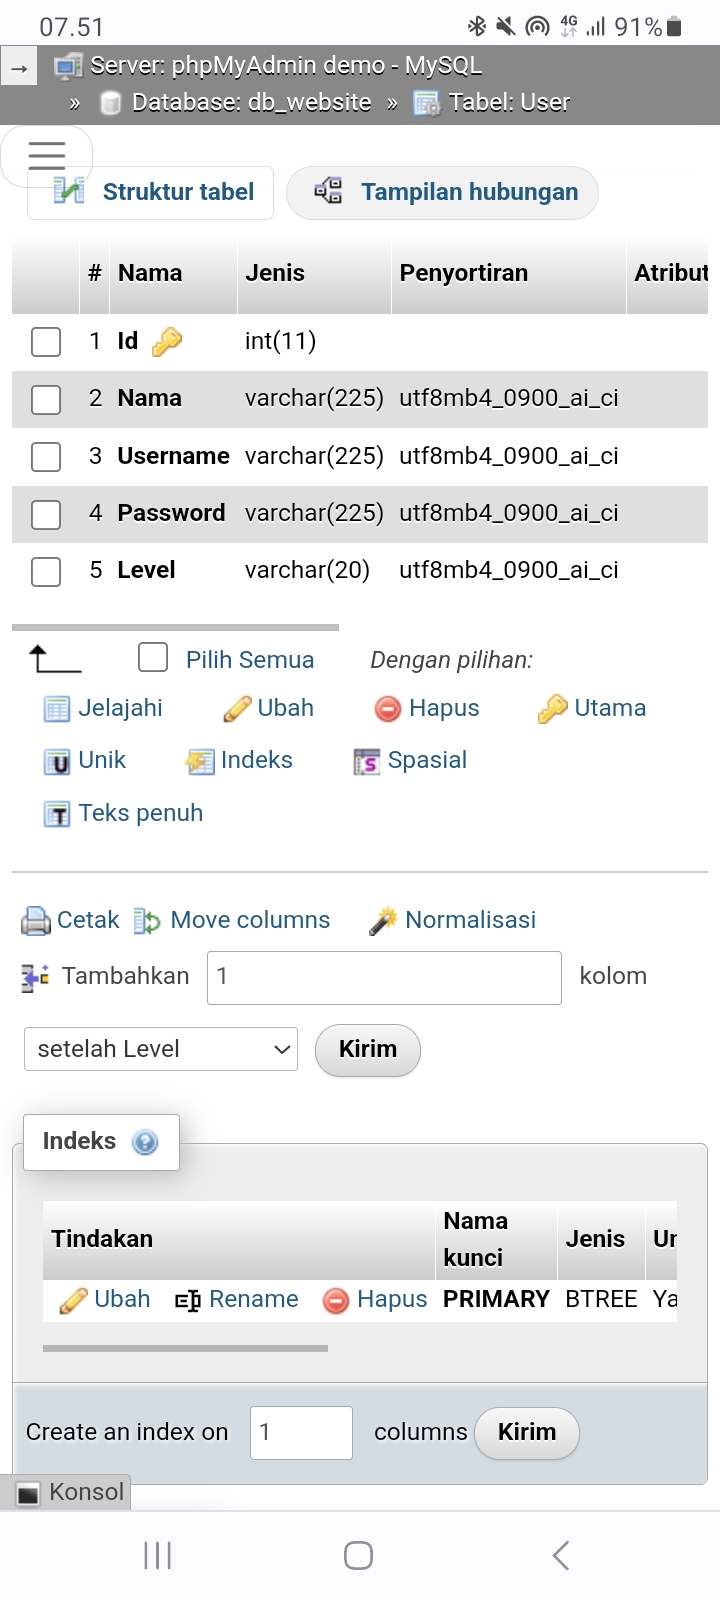 07.51 4G 91%
→ Server: phpMyAdmin demo - MySQL
» Database: db_website » Tabel: User
Struktur tabel Tampilan hubungan
# Nama Jenis Penyortiran Atribut
1 Id int(11)
2 Nama varchar(225) utf8mb4_0900_ai_ci
3 Username varchar(225) utf8mb4_0900_ai_ci
4 Password varchar(225) utf8mb4_0900_ai_ci
5 Level varchar(20) utf8mb4_0900_ai_ci
Pilih Semua Dengan pilihan:
Jelajahi Ubah Hapus Utama
U Unik Indeks S Spasial
T Teks penuh
Cetak Move columns Normalisasi
Tambahkan 1 kolom
setelah Level Kirim
Indeks ?
Tindakan Nama kunci Jenis Un
Ubah Rename Hapus PRIMARY BTREE Ya
Create an index on 1 columns Kirim
Konsol